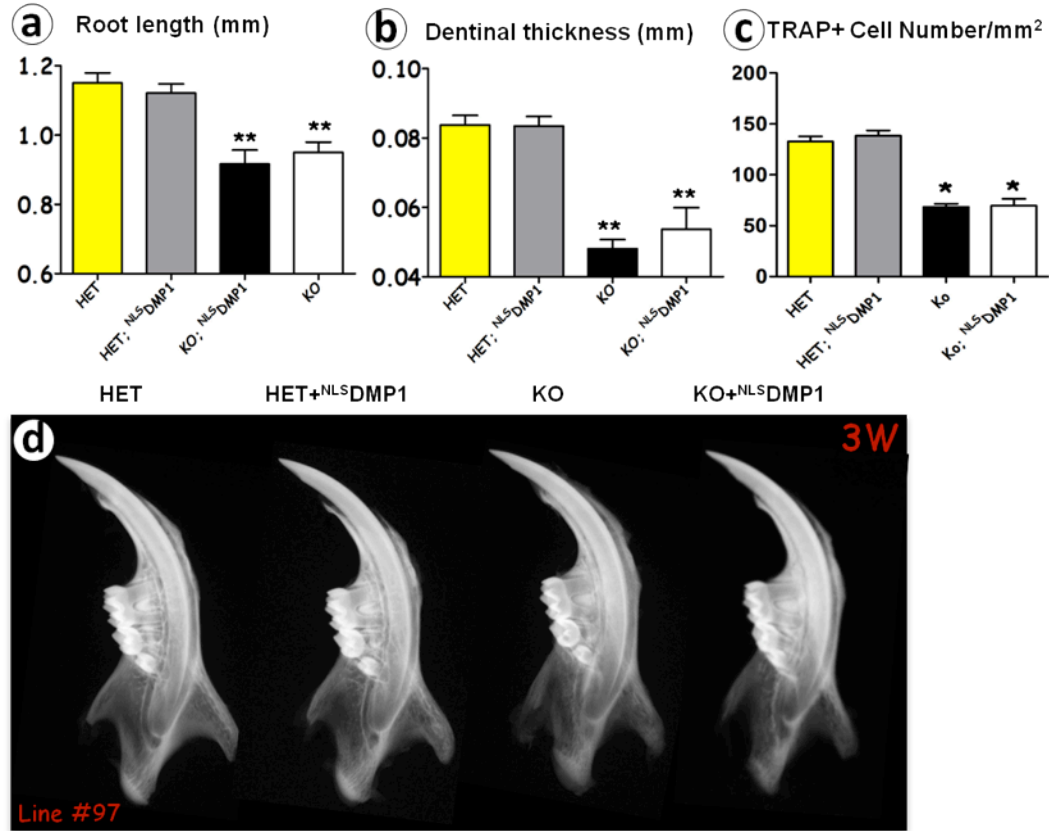 a Root length (mm)
1.2
1.0
0.8
0.6
** **
HET
HET; NLSDMP1
KO; NLSDMP1
KO
b Dentinal thickness (mm)
0.10
0.08
0.06
0.04
** **
HET
HET; NLSDMP1
KO
KO; NLSDMP1
c TRAP+ Cell Number/mm²
200
150
100
50
0
* *
HET
HET; NLSDMP1
Ko
Ko; NLSDMP1
HET HET+NLSDMP1 KO KO+NLSDMP1
d 3W
Line #97